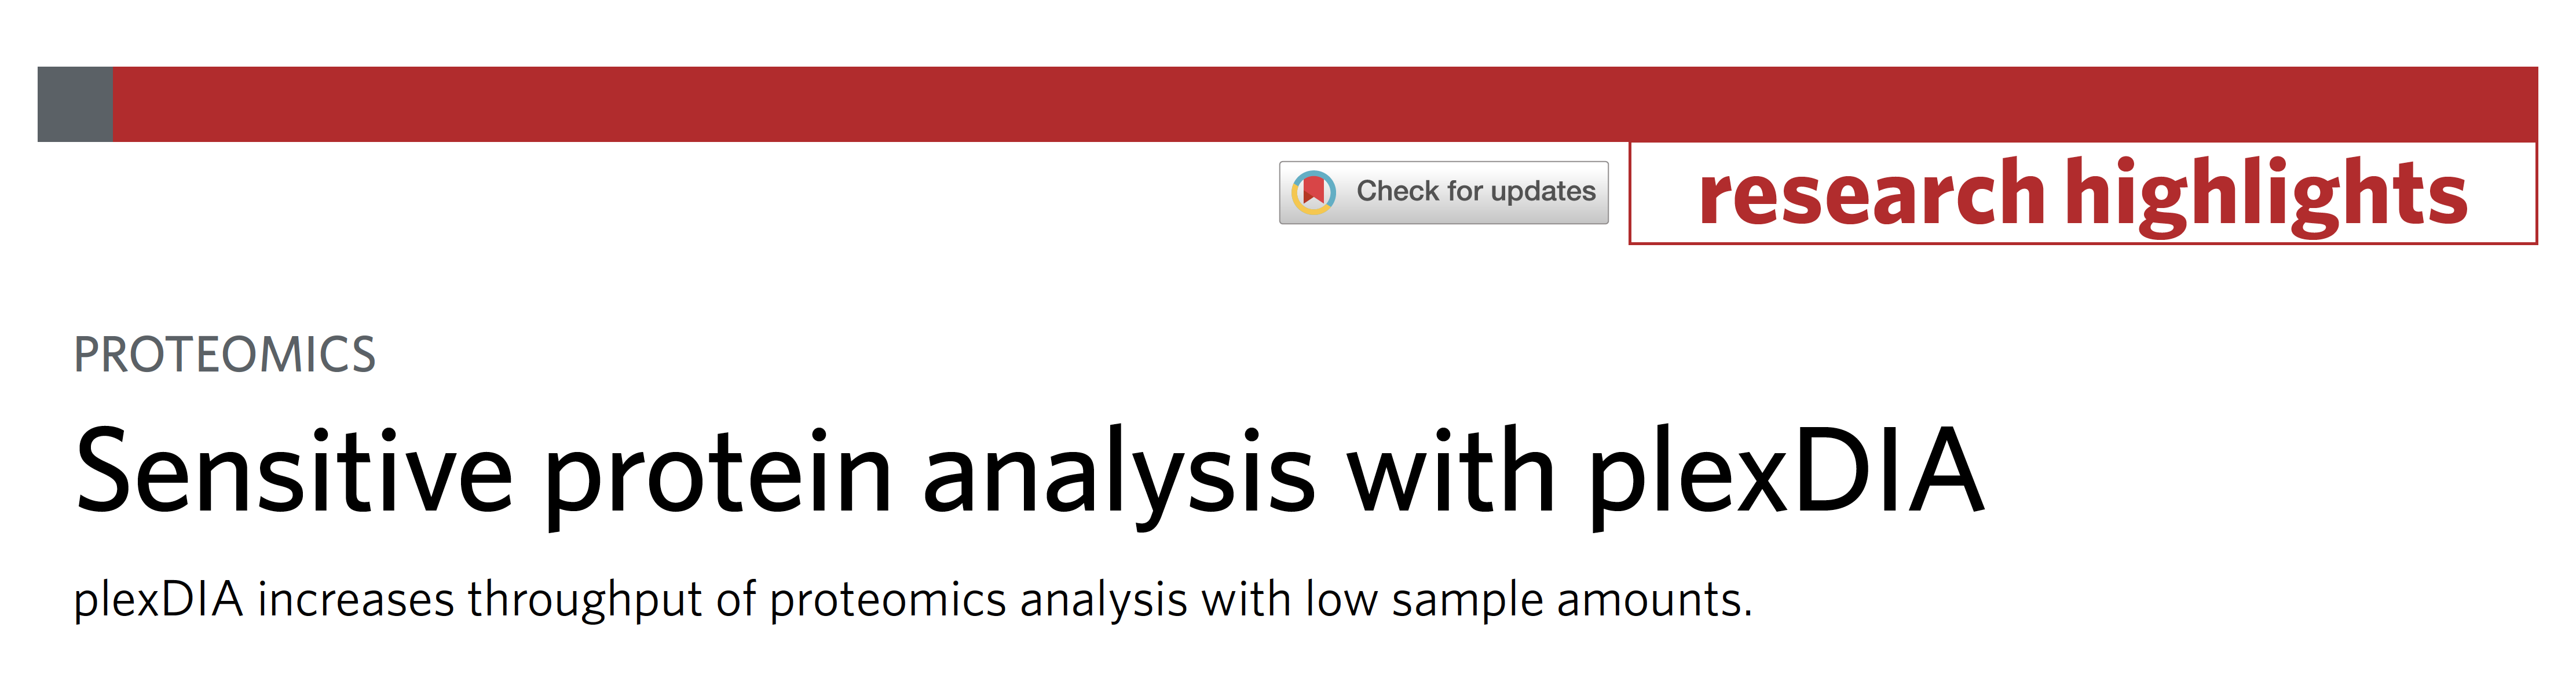 Check for updates
research highlights
PROTEOMICS
Sensitive protein analysis with plexDIA
plexDIA increases throughput of proteomics analysis with low sample amounts.